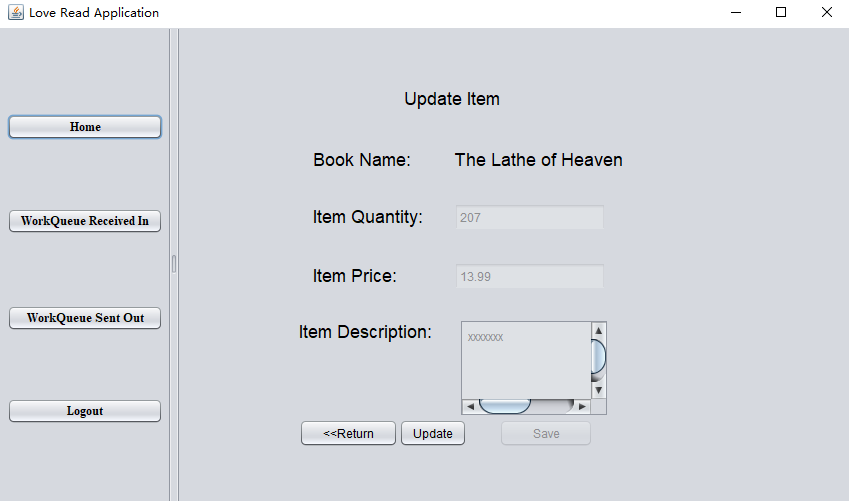 Love Read Application
Home
WorkQueue Received In
WorkQueue Sent Out
Logout
Update Item
Book Name: The Lathe of Heaven
Item Quantity: 207
Item Price: 13.99
Item Description: xxxxxxx
<<Return Update Save